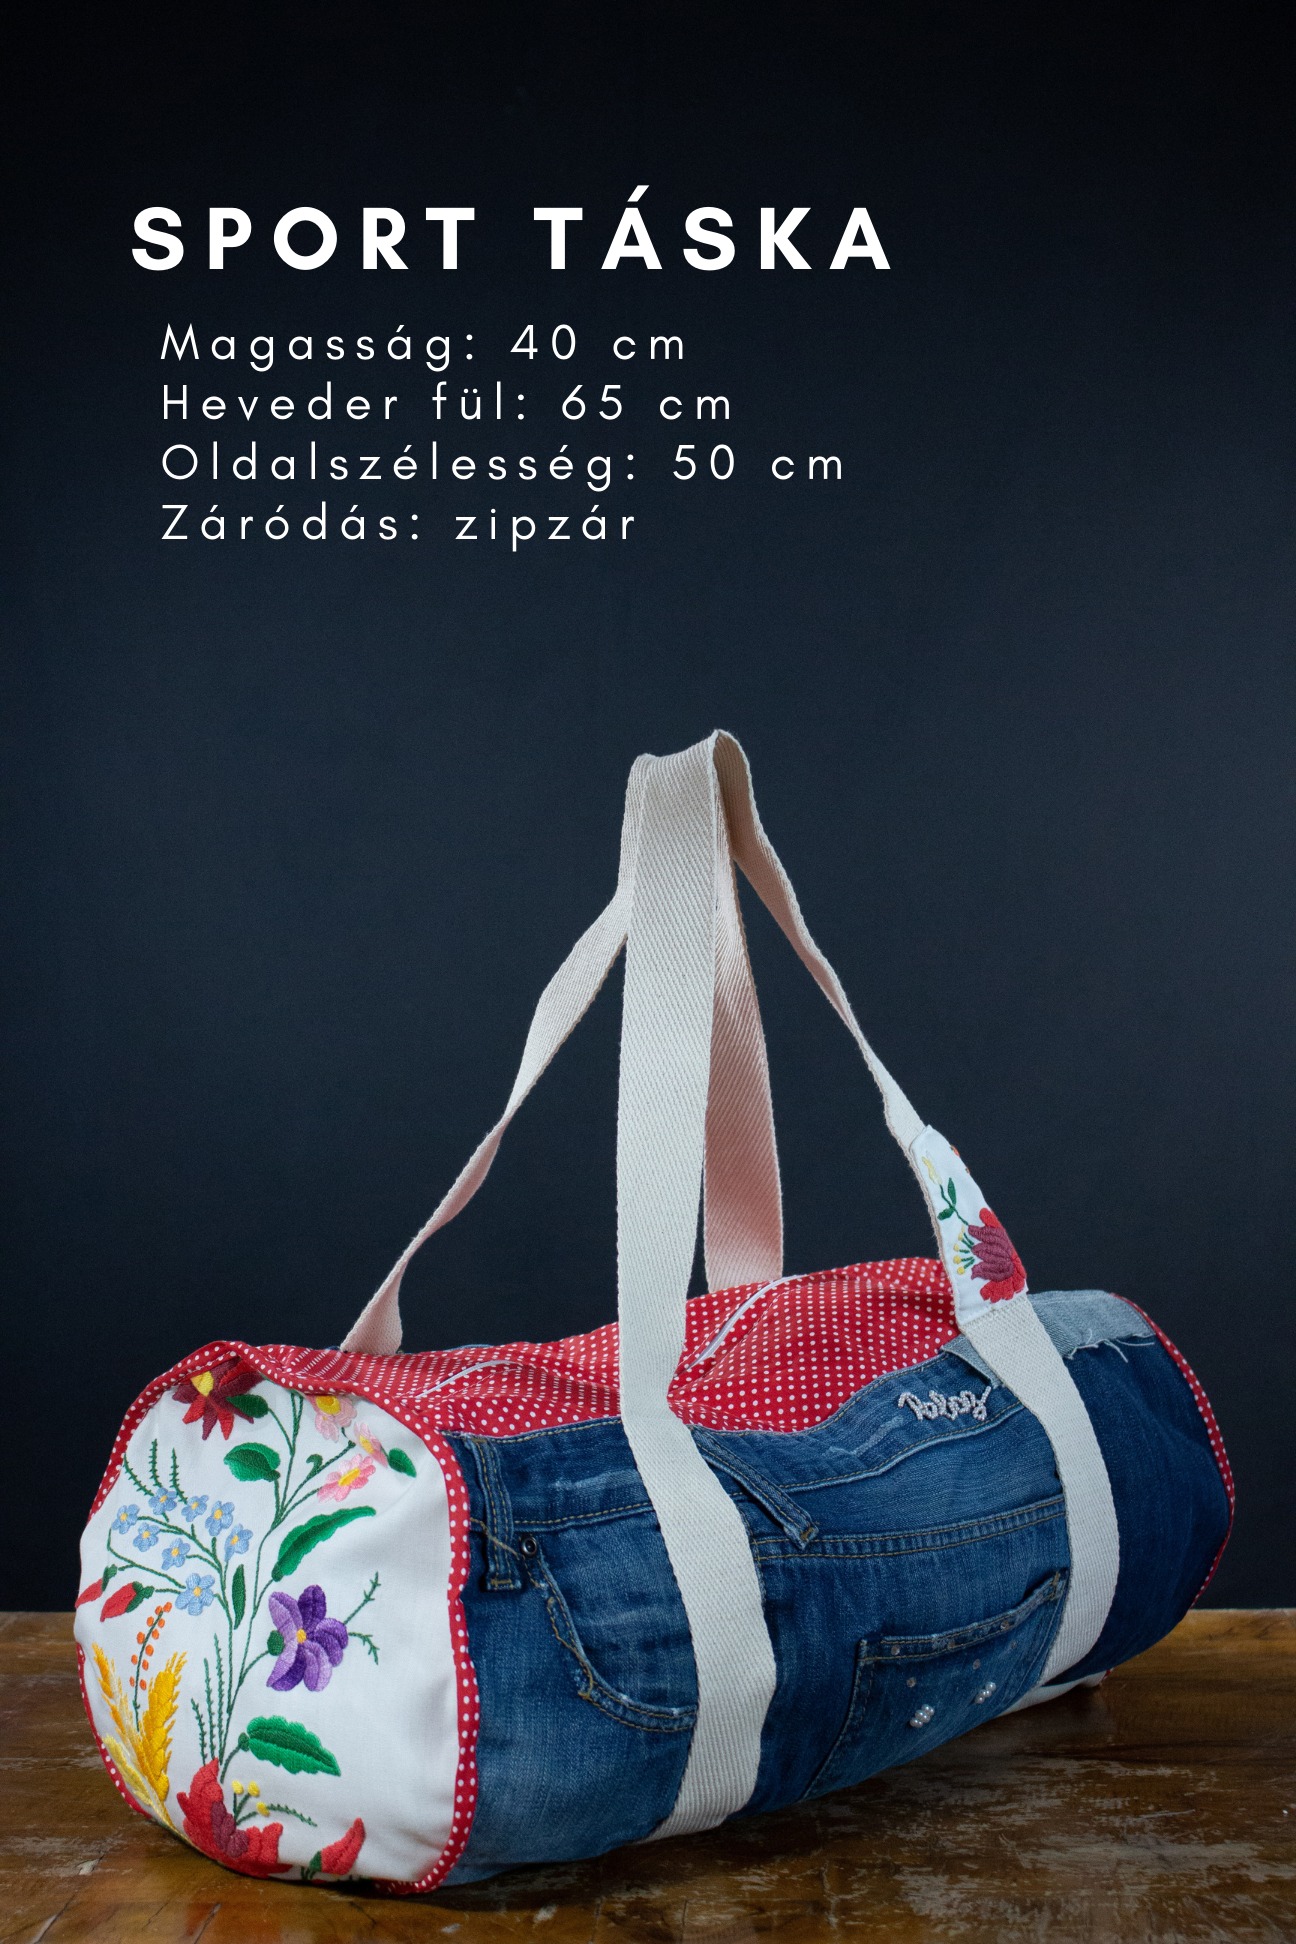 SPORT TÁSKA
Magasság: 40 cm
Heveder fül: 65 cm
Oldalszélesség: 50 cm
Záródás: zipzár